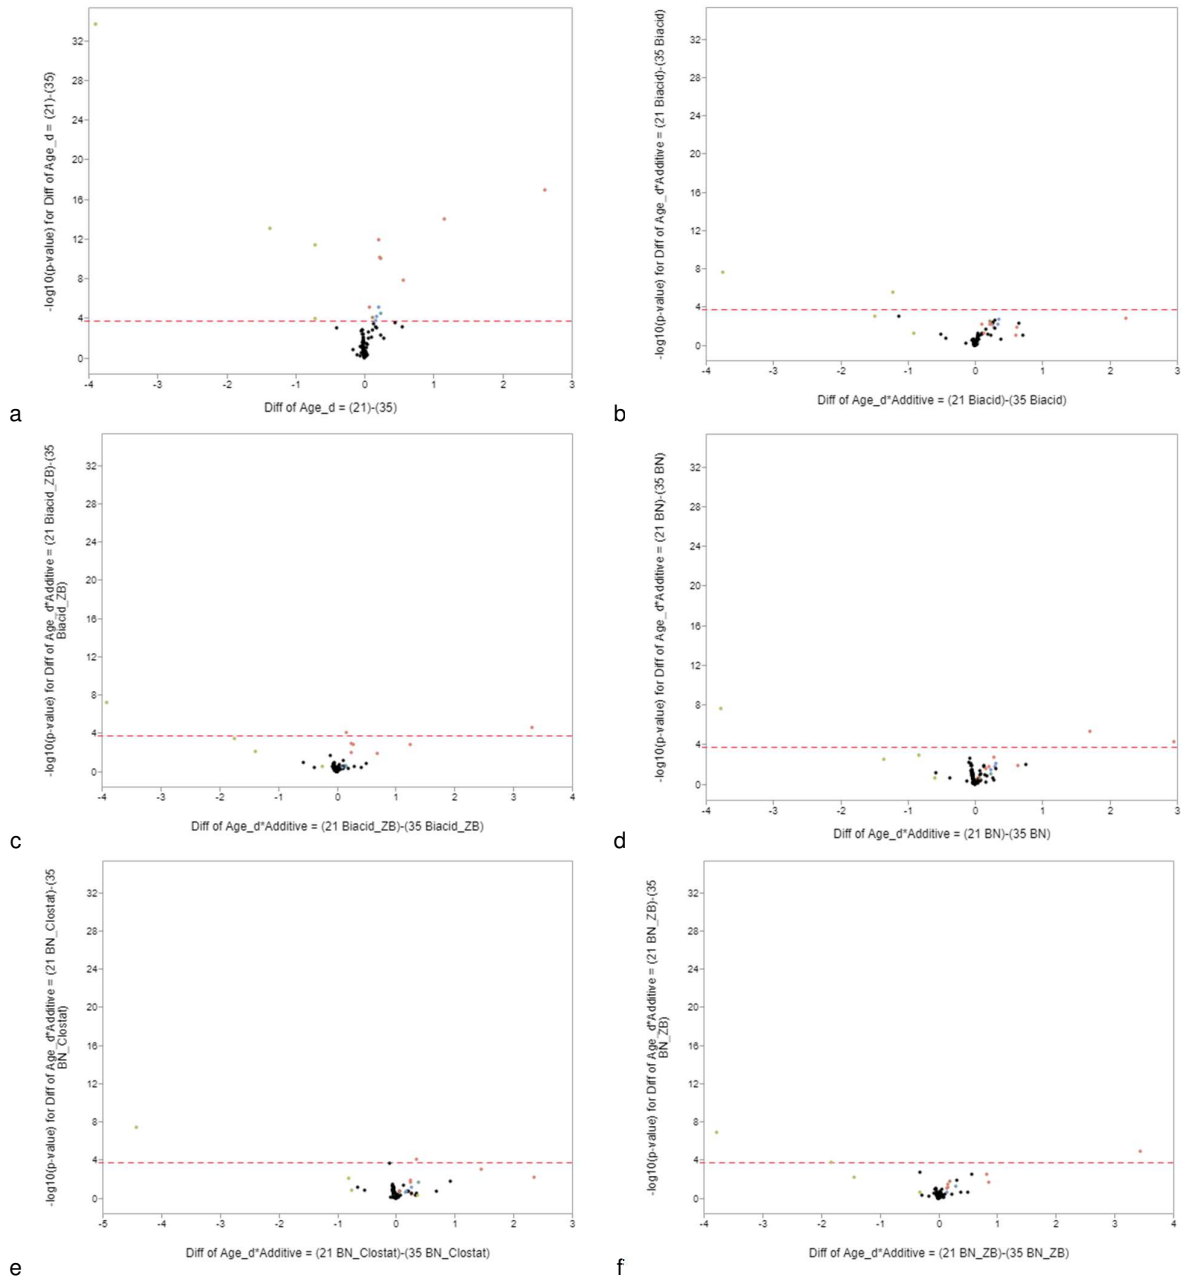 -log10(p-value) for Diff of Age_d = (21)-(35)
32
28
24
20
16
12
8
4
0
-4 -3 -2 -1 0 1 2 3
Diff of Age_d = (21)-(35)
a
-log10(p-value) for Diff of Age_d*Additive = (21 Biacid)-(35 Biacid)
32
28
24
20
16
12
8
4
0
-4 -3 -2 -1 0 1 2 3
Diff of Age_d*Additive = (21 Biacid)-(35 Biacid)
b
-log10(p-value) for Diff of Age_d*Additive = (21 Biacid_ZB)-(35
Biacid_ZB)
32
28
24
20
16
12
8
4
0
-4 -3 -2 -1 0 1 2 3 4
Diff of Age_d*Additive = (21 Biacid_ZB)-(35 Biacid_ZB)
c
-log10(p-value) for Diff of Age_d*Additive = (21 BN)-(35 BN)
32
28
24
20
16
12
8
4
0
-4 -3 -2 -1 0 1 2 3
Diff of Age_d*Additive = (21 BN)-(35 BN)
d
-log10(p-value) for Diff of Age_d*Additive = (21 BN_Clostat)-(35
BN_Clostat)
32
28
24
20
16
12
8
4
0
-5 -4 -3 -2 -1 0 1 2 3
Diff of Age_d*Additive = (21 BN_Clostat)-(35 BN_Clostat)
e
-log10(p-value) for Diff of Age_d*Additive = (21 BN_ZB)-(35
BN_ZB)
32
28
24
20
16
12
8
4
0
-4 -3 -2 -1 0 1 2 3 4
Diff of Age_d*Additive = (21 BN_ZB)-(35 BN_ZB)
f